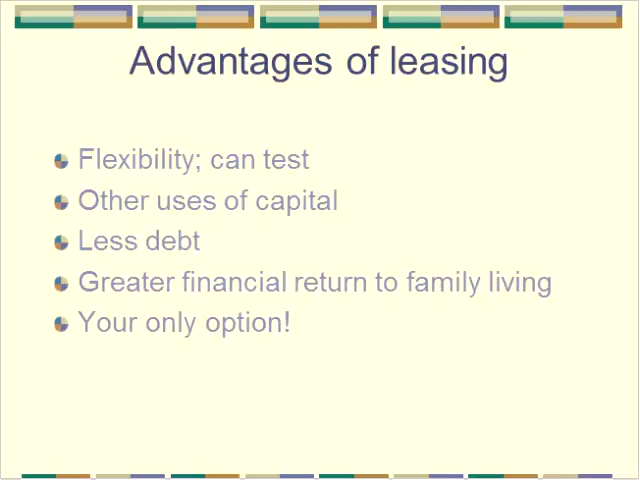 Advantages of leasing
Flexibility; can test
Other uses of capital
Less debt
Greater financial return to family living
Your only option!